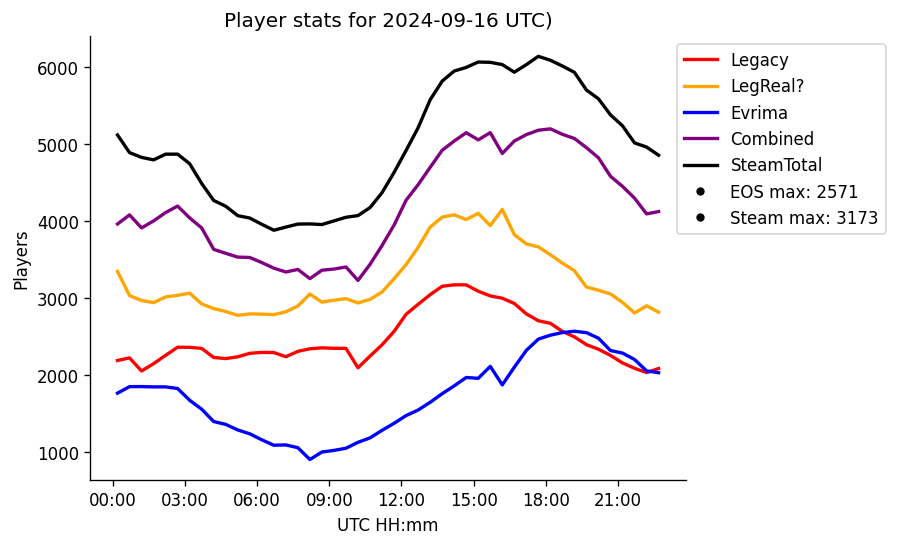 Player stats for 2024-09-16 UTC)
Legacy
LegReal?
Evrima
Combined
SteamTotal
EOS max: 2571
Steam max: 3173
Players
6000
5000
4000
3000
2000
1000
00:00 03:00 06:00 09:00 12:00 15:00 18:00 21:00
UTC HH:mm